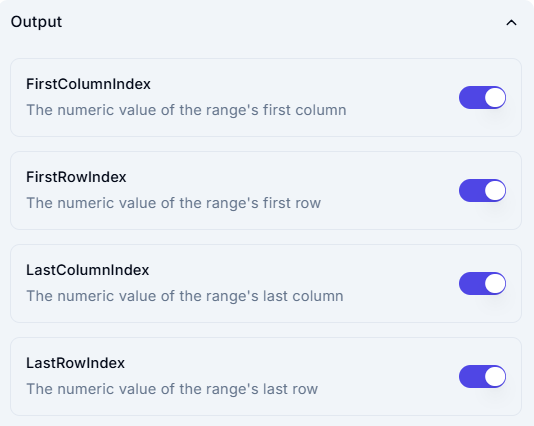 Output
FirstColumnIndex
The numeric value of the range's first column
FirstRowIndex
The numeric value of the range's first row
LastColumnIndex
The numeric value of the range's last column
LastRowIndex
The numeric value of the range's last row